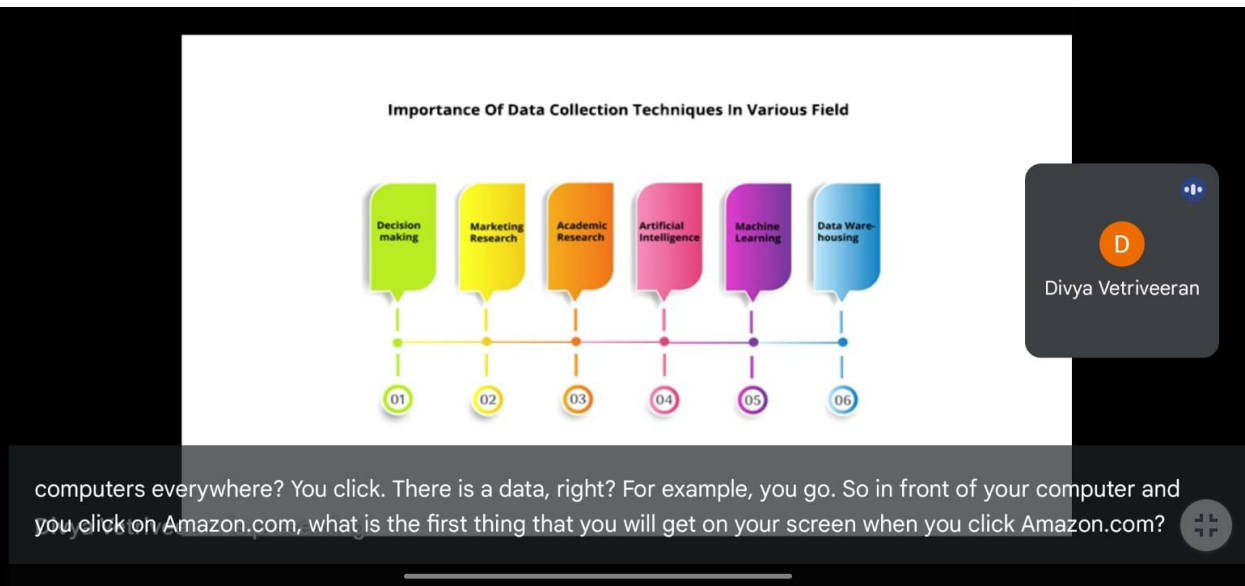 Importance Of Data Collection Techniques In Various Field
Decision
making
Marketing
Research
Academic
Research
Artificial
Intelligence
Machine
Learning
Data Ware-
housing
01
02
03
04
05
06
D
Divya Vetriveeran
computers everywhere? You click. There is a data, right? For example, you go. So in front of your computer and
you click on Amazon.com, what is the first thing that you will get on your screen when you click Amazon.com?